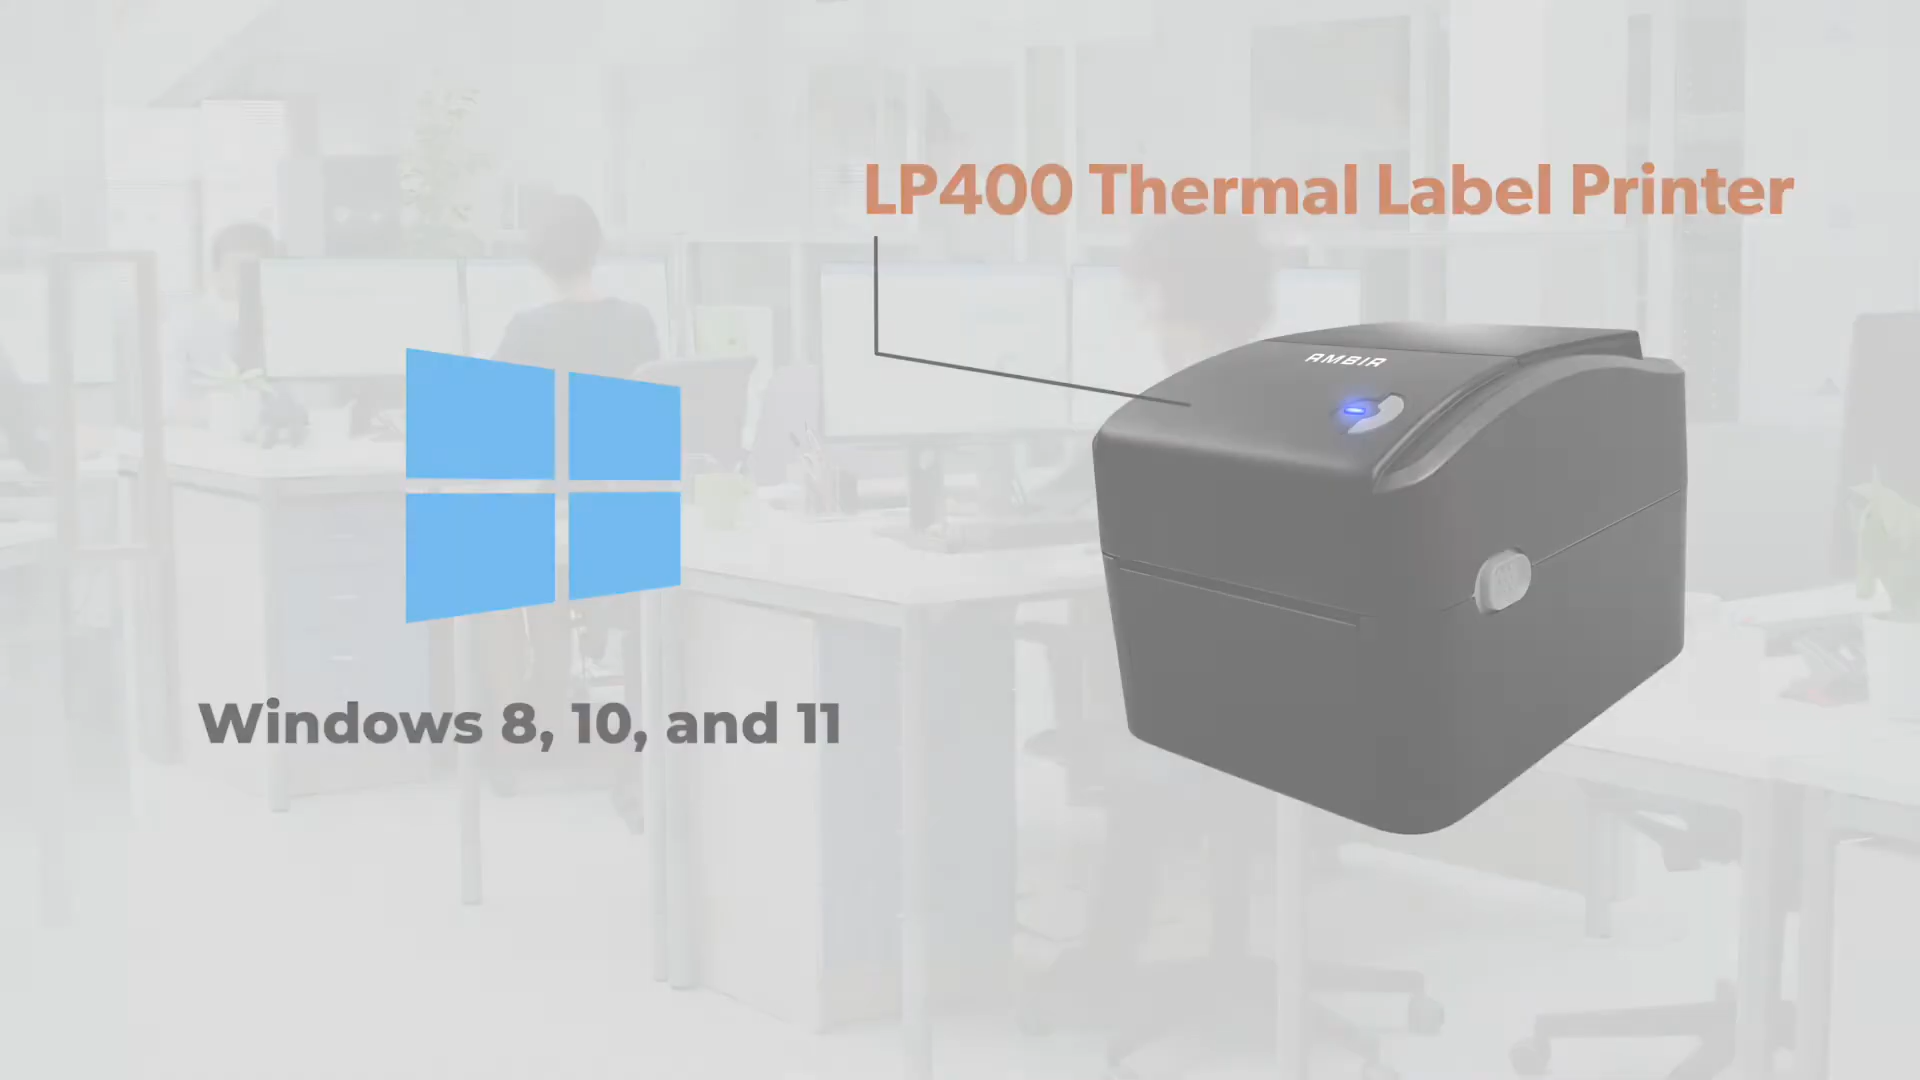 LP400 Thermal Label Printer
AMBIR
Windows 8, 10, and 11